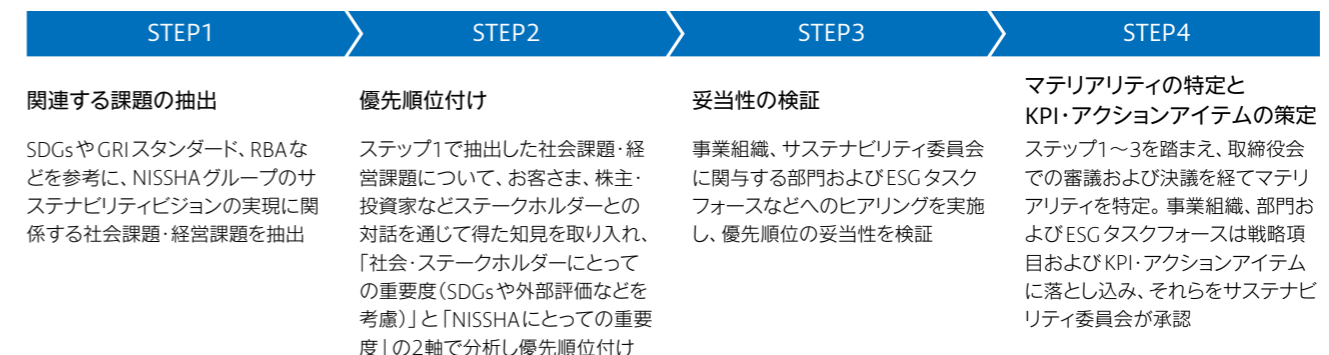 STEP1
STEP2
STEP3
STEP4
関連する課題の抽出
SDGsやGRIスタンダード、RBAな
どを参考に、NISSHAグループのサ
ステナビリティビジョンの実現に関
係する社会課題・経営課題を抽出
優先順位付け
ステップ1で抽出した社会課題・経
営課題について、お客さま、株主・
投資家などステークホルダーとの
対話を通じて得た知見を取り入れ、
「社会・ステークホルダーにとって
の重要度(SDGsや外部評価などを
考慮)」と「NISSHAにとっての重要
度」の2軸で分析し優先順位付け
妥当性の検証
事業組織、サステナビリティ委員会
に関与する部門およびESGタスク
フォースなどへのヒアリングを実施
し、優先順位の妥当性を検証
マテリアリティの特定と
KPI・アクションアイテムの策定
ステップ1〜3を踏まえ、取締役会
での審議および決議を経てマテリ
アリティを特定。事業組織、部門お
よびESGタスクフォースは戦略項
目およびKPI・アクションアイテム
に落とし込み、それらをサステナビ
リティ委員会が承認